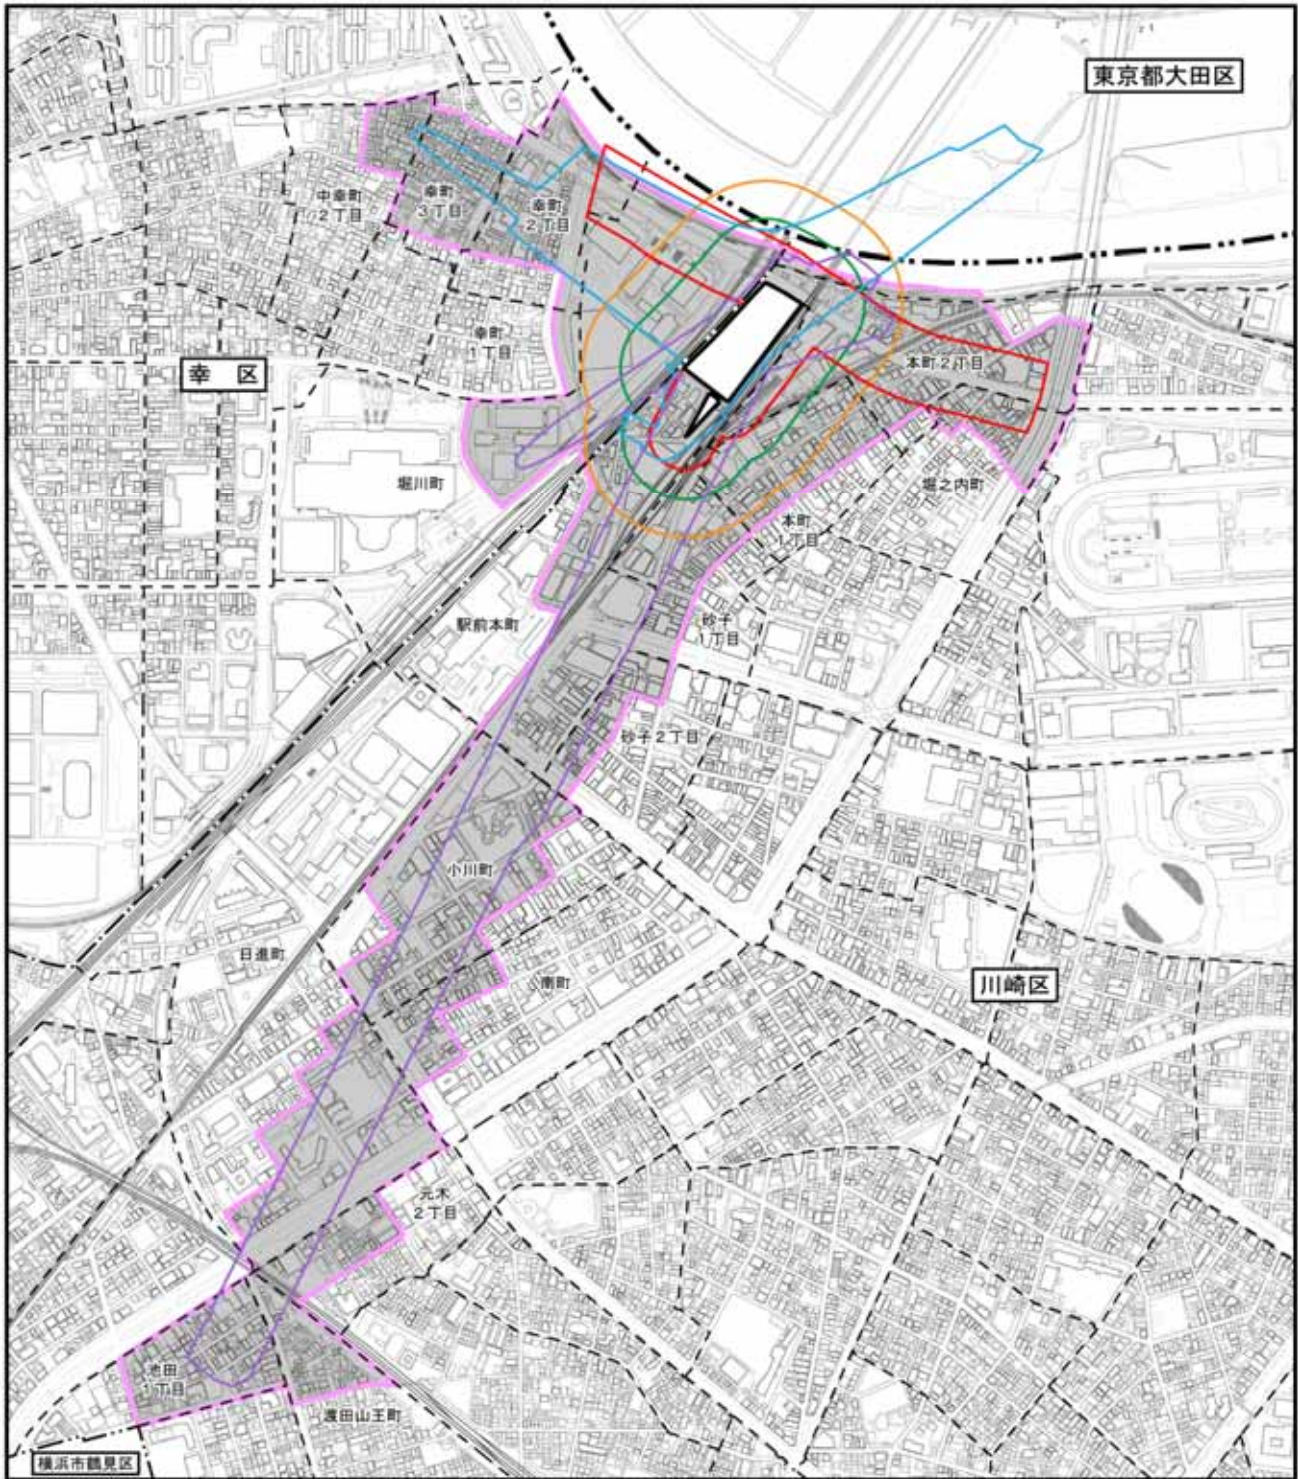 東京都大田区
中幸町
2丁目
幸町
3丁目
幸町
2丁目
幸町
1丁目
幸 区
本町2丁目
堀川町
堀之内町
本町
1丁目
駅前本町
砂子
1丁目
砂子2丁目
小川町
日進町
南町
川崎区
元木
2丁目
池田
1丁目
渡田山王町
横浜市鶴見区